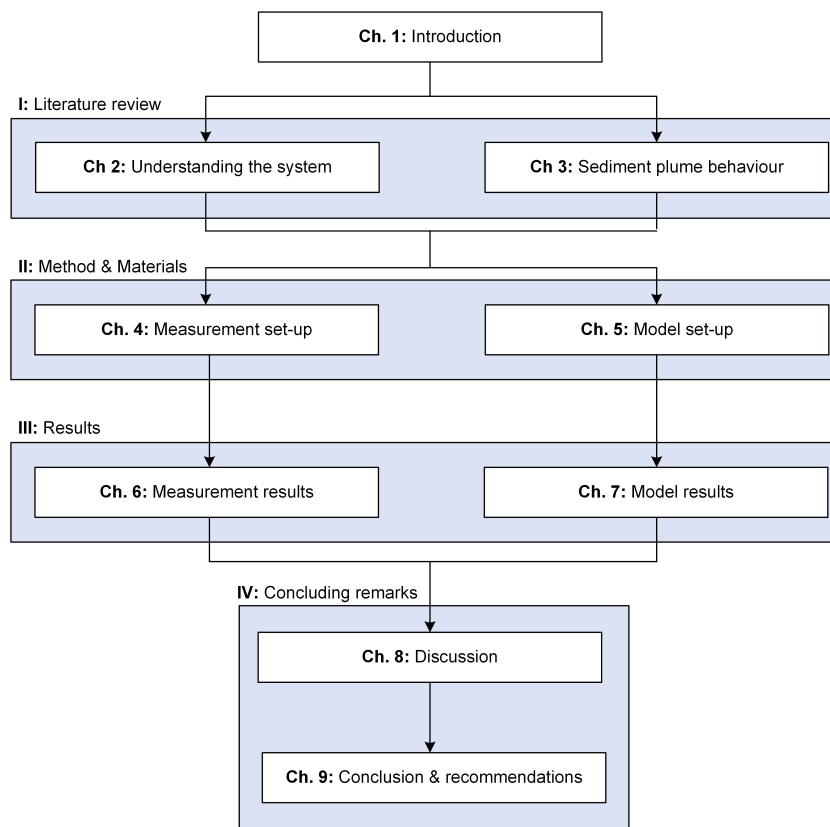 Ch. 1: Introduction
I: Literature review
Ch 2: Understanding the system
Ch 3: Sediment plume behaviour
II: Method & Materials
Ch. 4: Measurement set-up
Ch. 5: Model set-up
III: Results
Ch. 6: Measurement results
Ch. 7: Model results
IV: Concluding remarks
Ch. 8: Discussion
Ch. 9: Conclusion & recommendations